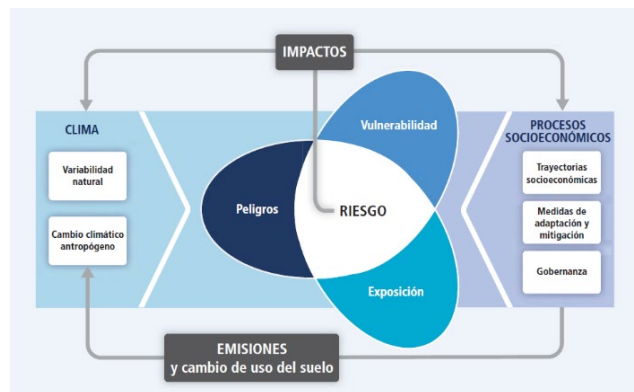 IMPACTOS
CLIMA
Variabilidad
natural
Cambio climático
antropógeno
Vulnerabilidad
Peligros
RIESGO
Exposición
PROCESOS
SOCIOECONÓMICOS
Trayectorias
socioeconómicas
Medidas de
adaptación y
mitigación
Gobernanza
EMISIONES
y cambio de uso del suelo